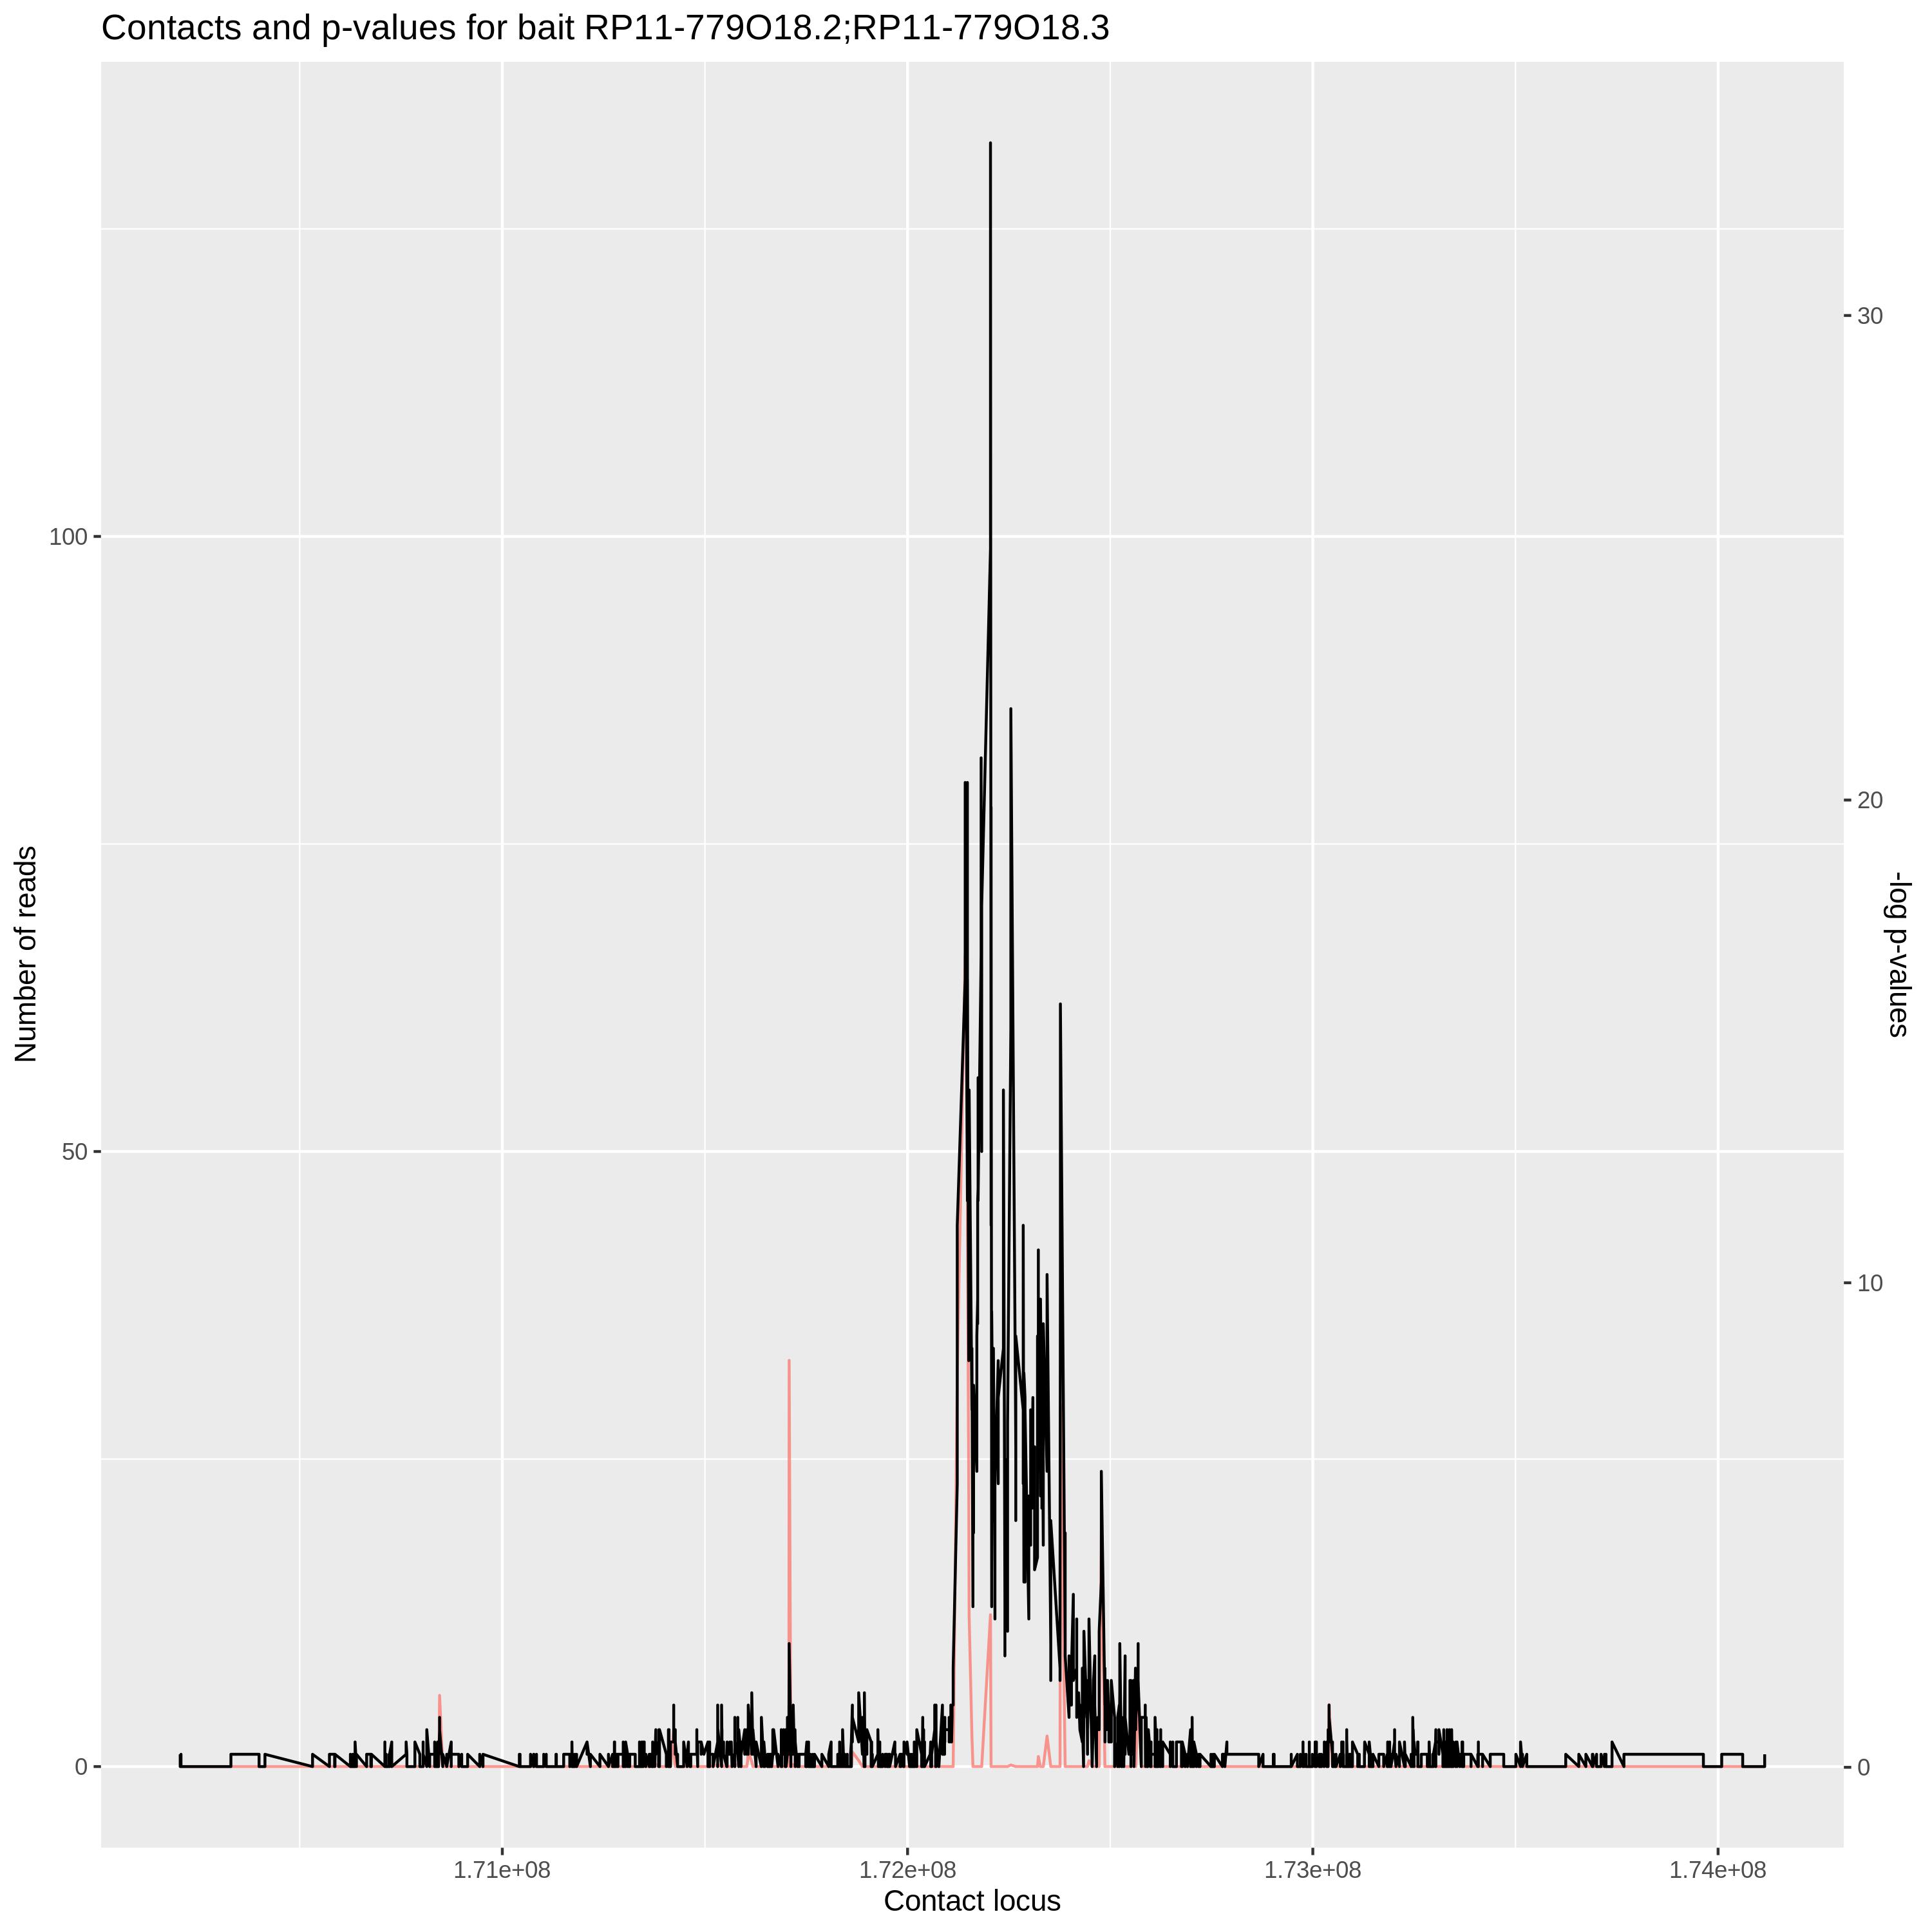 Contacts and p-values for bait RP11-779O18.2;RP11-779O18.3
Number of reads
100
50
0
30
20
10
0
-log p-values
1.71e+08
1.72e+08
1.73e+08
1.74e+08
Contact locus